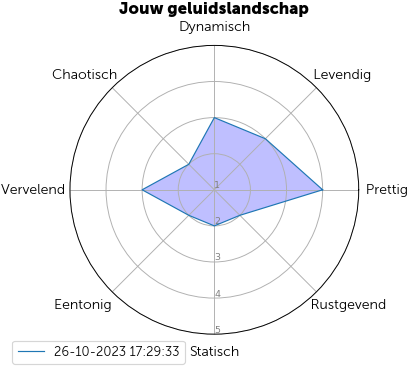 Jouw geluidslandschap
Dynamisch
Chaotisch
Levendig
Vervelend
1
Prettig
2
3
Eentonig
4
Rustgevend
5
26-10-2023 17:29:33
Statisch